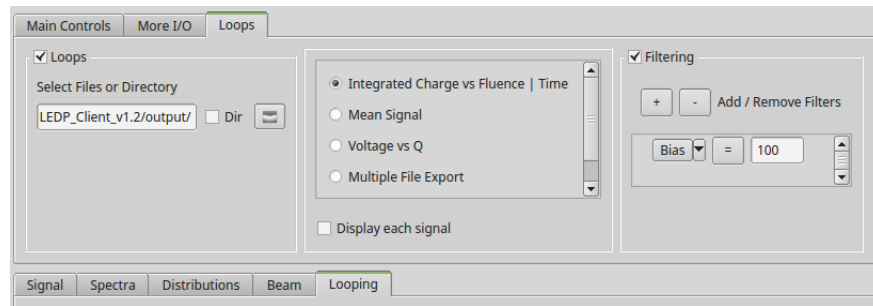 Main Controls More I/O Loops
Loops
Select Files or Directory
LEDP_Client_v1.2/output/ Dir
Integrated Charge vs Fluence | Time
Mean Signal
Voltage vs Q
Multiple File Export
Display each signal
Filtering
+ - Add / Remove Filters
Bias = 100
Signal Spectra Distributions Beam Looping